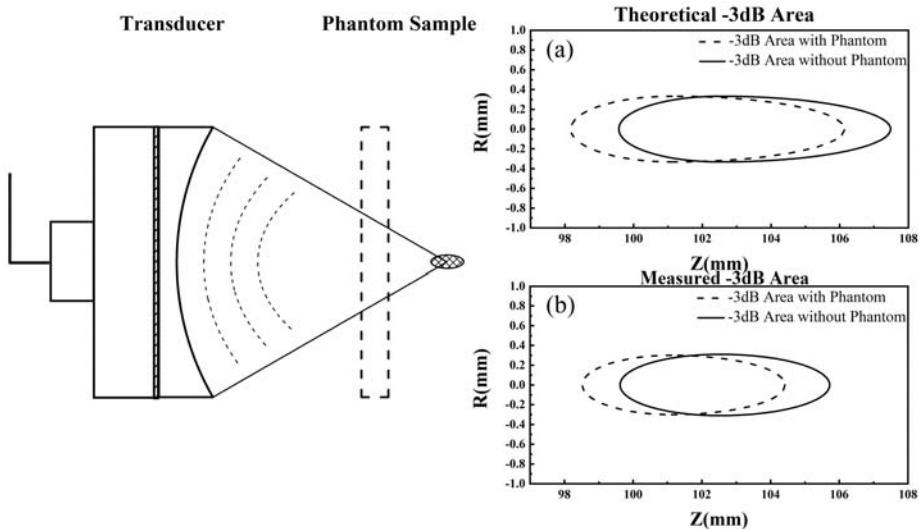 Transducer
Phantom Sample
Theoretical -3dB Area
(a)
-3dB Area with Phantom
-3dB Area without Phantom
R(mm)
1.0
0.8
0.6
0.4
0.2
0.0
-0.2
-0.4
-0.6
-0.8
-1.0
98 100 102 104 106 108
Z(mm)
Measured -3dB Area
(b)
-3dB Area with Phantom
-3dB Area without Phantom
R(mm)
1.0
0.8
0.6
0.4
0.2
0.0
-0.2
-0.4
-0.6
-0.8
-1.0
98 100 102 104 106 108
Z(mm)